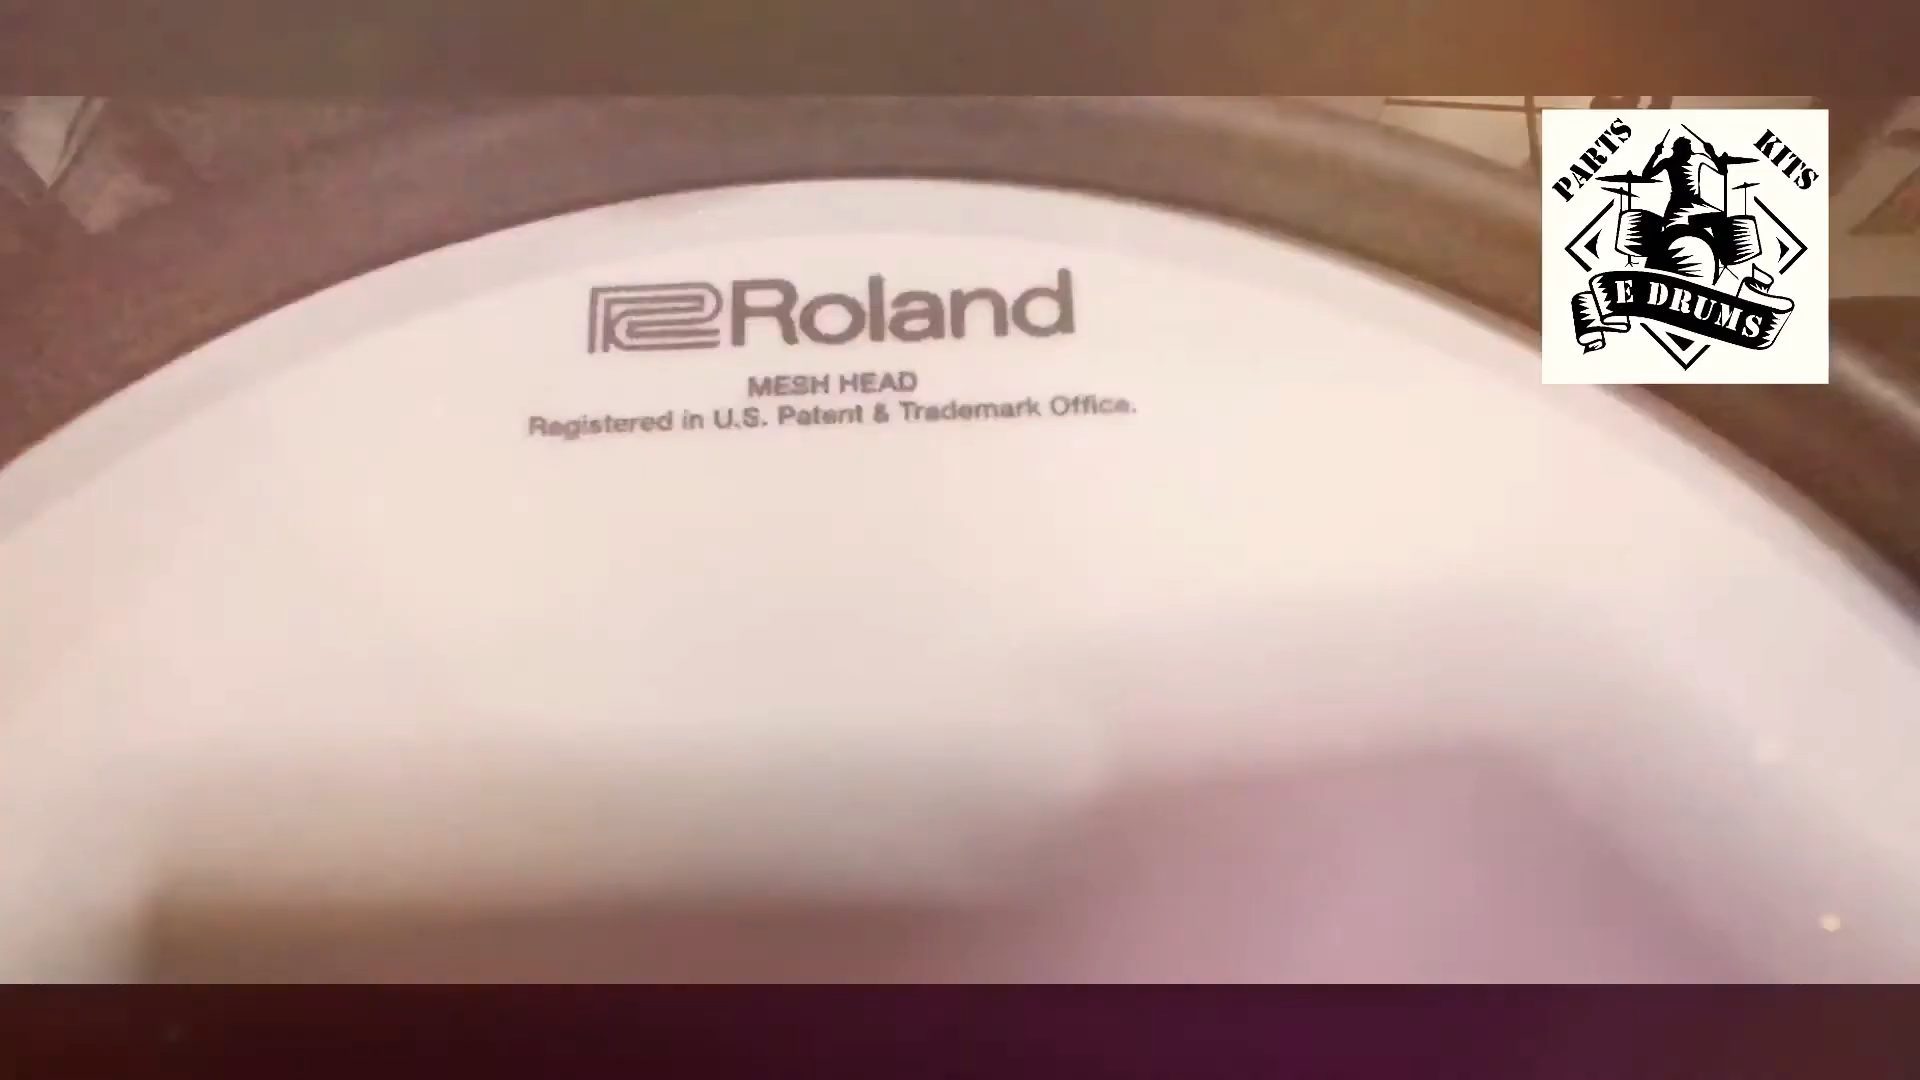 Roland
MESH HEAD
Registered in U.S. Patent & Trademark Office.
PARTS
KITS
E DRUMS